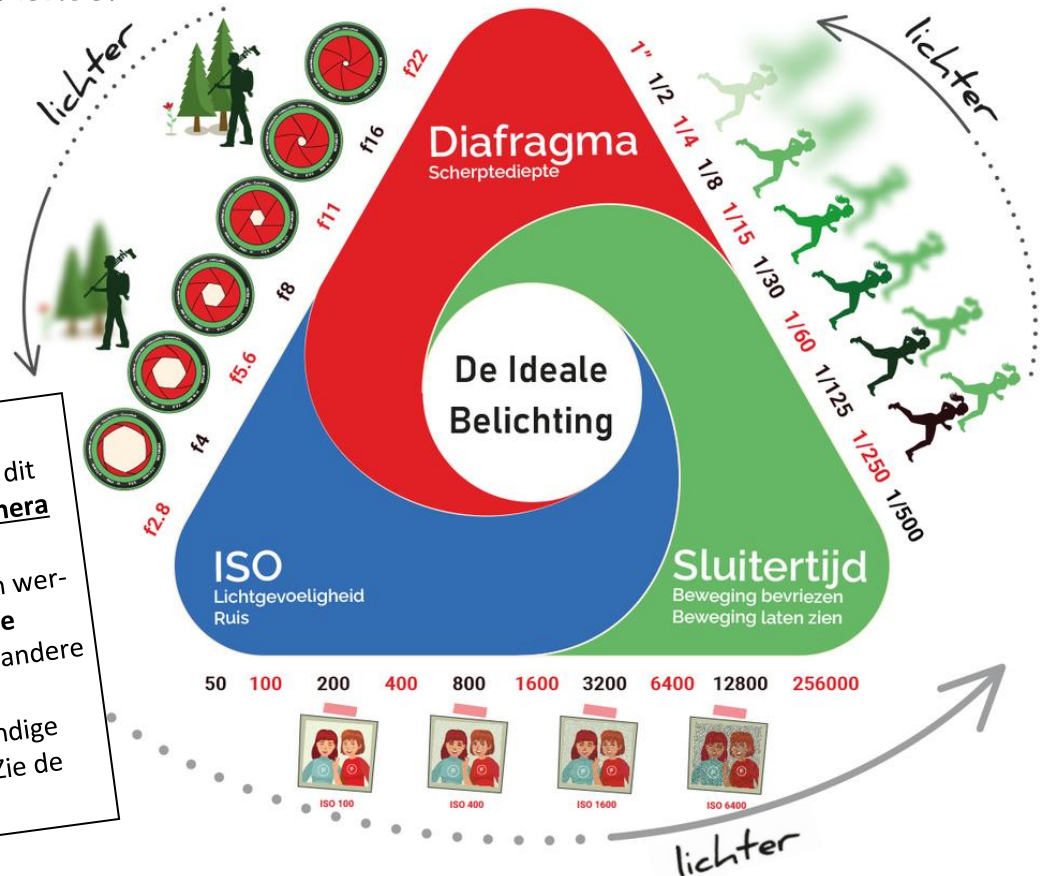 lichter
lichter
f22
f16
f11
f8
f5.6
f4
f2.8
1"
1/2
1/4
1/8
1/15
1/30
1/60
1/125
1/250
1/500
Diafragma
Scherptediepte
De Ideale
Belichting
ISO
Lichtgevoeligheid
Ruis
Sluitertijd
Beweging bevriezen
Beweging laten zien
50 100 200 400 800 1600 3200 6400 12800 256000
ISO 100 ISO 400 ISO 1600 ISO 6400
lichter
dit
wer-
andere
Zie de